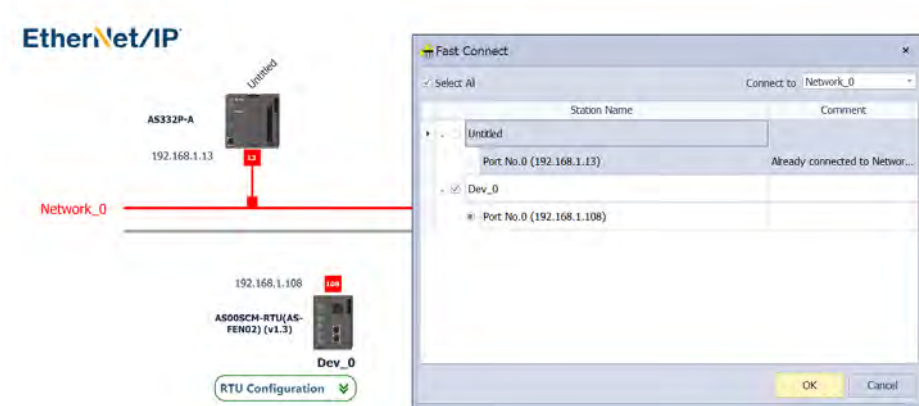 EtherNet/IP
Untitled
AS332P-A
192.168.1.13
13
Network_0
192.168.1.108
108
AS00SCM-RTU(AS-
FEN02) (v1.3)
Dev_0
RTU Configuration
Fast Connect
Select All
Connect to Network_0
Station Name Comment
Untitled
Port No.0 (192.168.1.13) Already connected to Networ...
Dev_0
Port No.0 (192.168.1.108)
OK Cancel